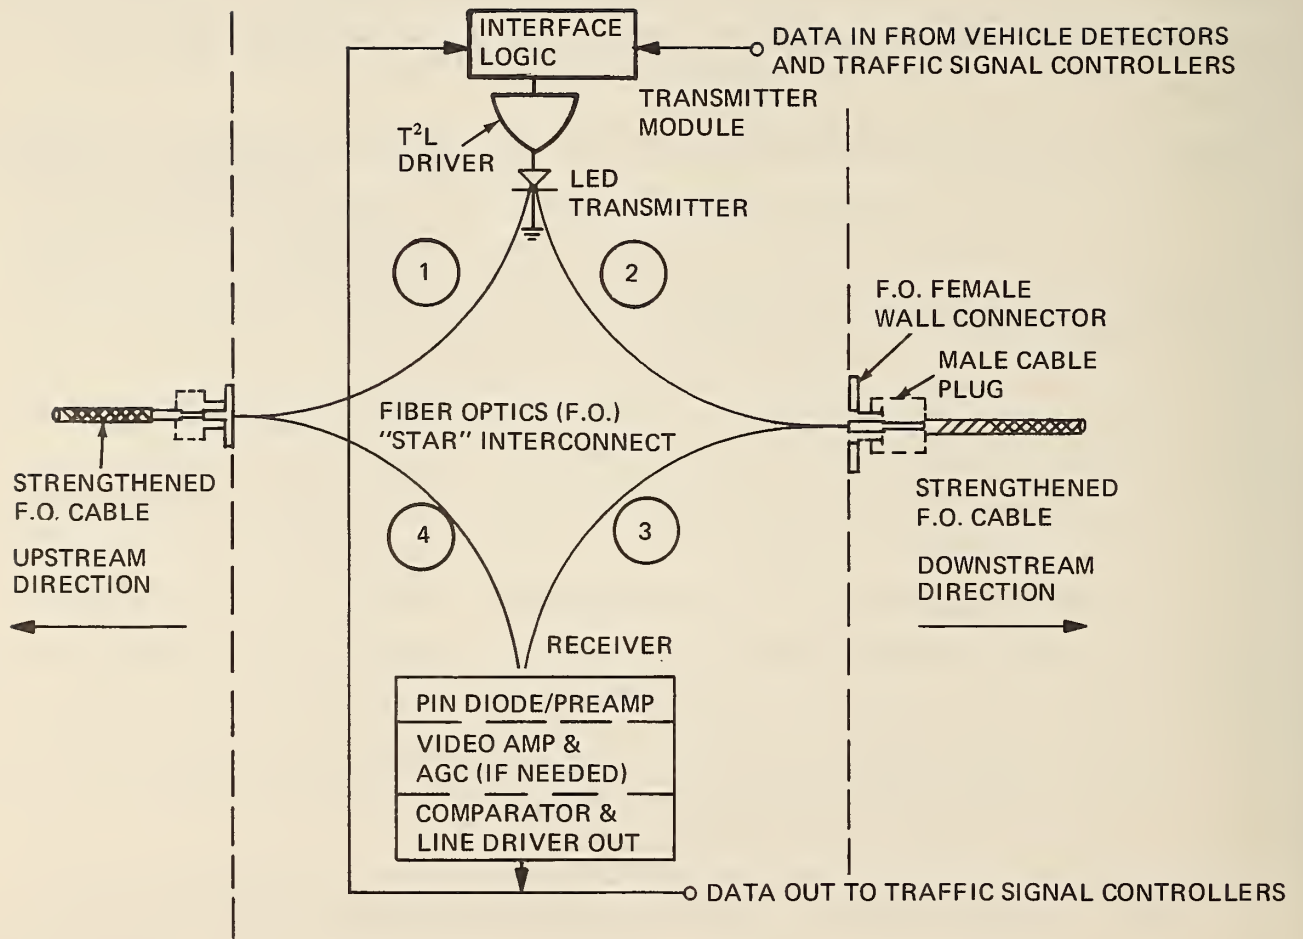 INTERFACE
LOGIC
DATA IN FROM VEHICLE DETECTORS
AND TRAFFIC SIGNAL CONTROLLERS
TRANSMITTER
MODULE
T²L
DRIVER
LED
TRANSMITTER
1
2
F.O. FEMALE
WALL CONNECTOR
MALE CABLE
PLUG
FIBER OPTICS (F.O.)
"STAR" INTERCONNECT
STRENGTHENED
F.O. CABLE
STRENGTHENED
F.O. CABLE
4
3
UPSTREAM
DIRECTION
DOWNSTREAM
DIRECTION
RECEIVER
PIN DIODE/PREAMP
VIDEO AMP &
AGC (IF NEEDED)
COMPARATOR &
LINE DRIVER OUT
DATA OUT TO TRAFFIC SIGNAL CONTROLLERS